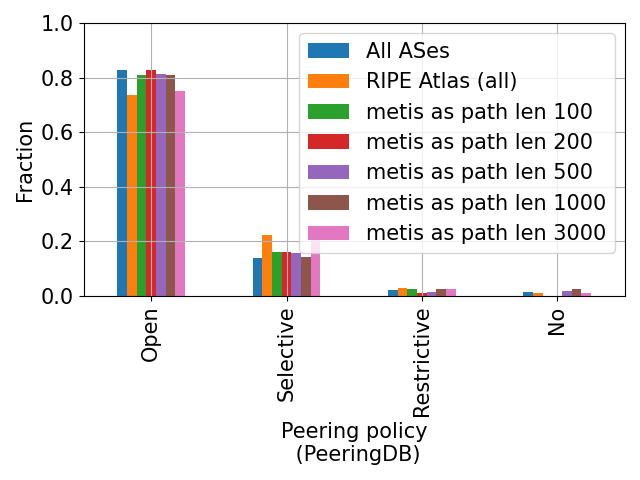 1.0
0.8
0.6
0.4
0.2
0.0
Fraction
All ASes
RIPE Atlas (all)
metis as path len 100
metis as path len 200
metis as path len 500
metis as path len 1000
metis as path len 3000
Open
Selective
Restrictive
No
Peering policy
(PeeringDB)